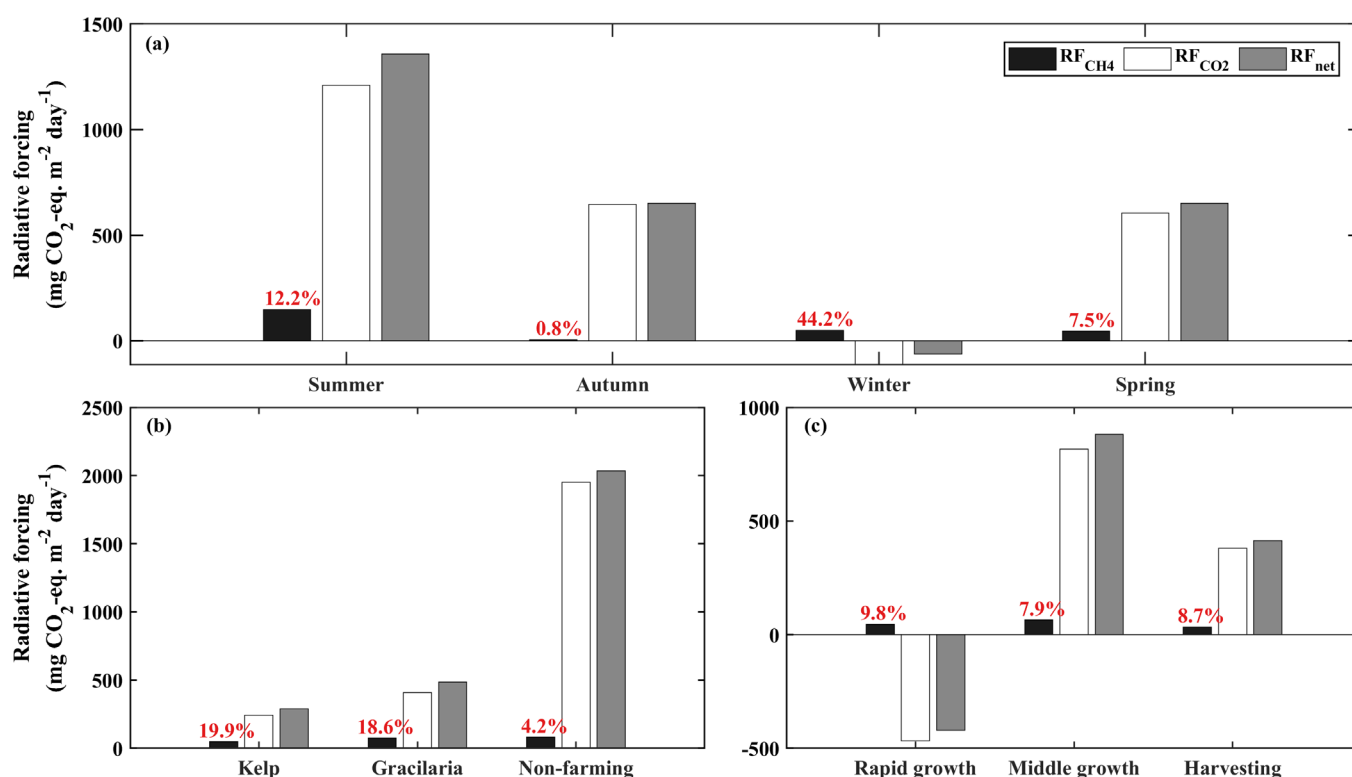 (a)
RF_CH4 RF_CO2 RF_net
Radiative forcing
(mg CO2-eq. m-2 day-1)
1500
1000
500
0
12.2%
0.8%
44.2%
7.5%
Summer Autumn Winter Spring
(b)
Radiative forcing
(mg CO2-eq. m-2 day-1)
2500
2000
1500
1000
500
0
19.9%
18.6%
4.2%
Kelp Gracilaria Non-farming
(c)
1000
500
0
-500
9.8%
7.9%
8.7%
Rapid growth Middle growth Harvesting